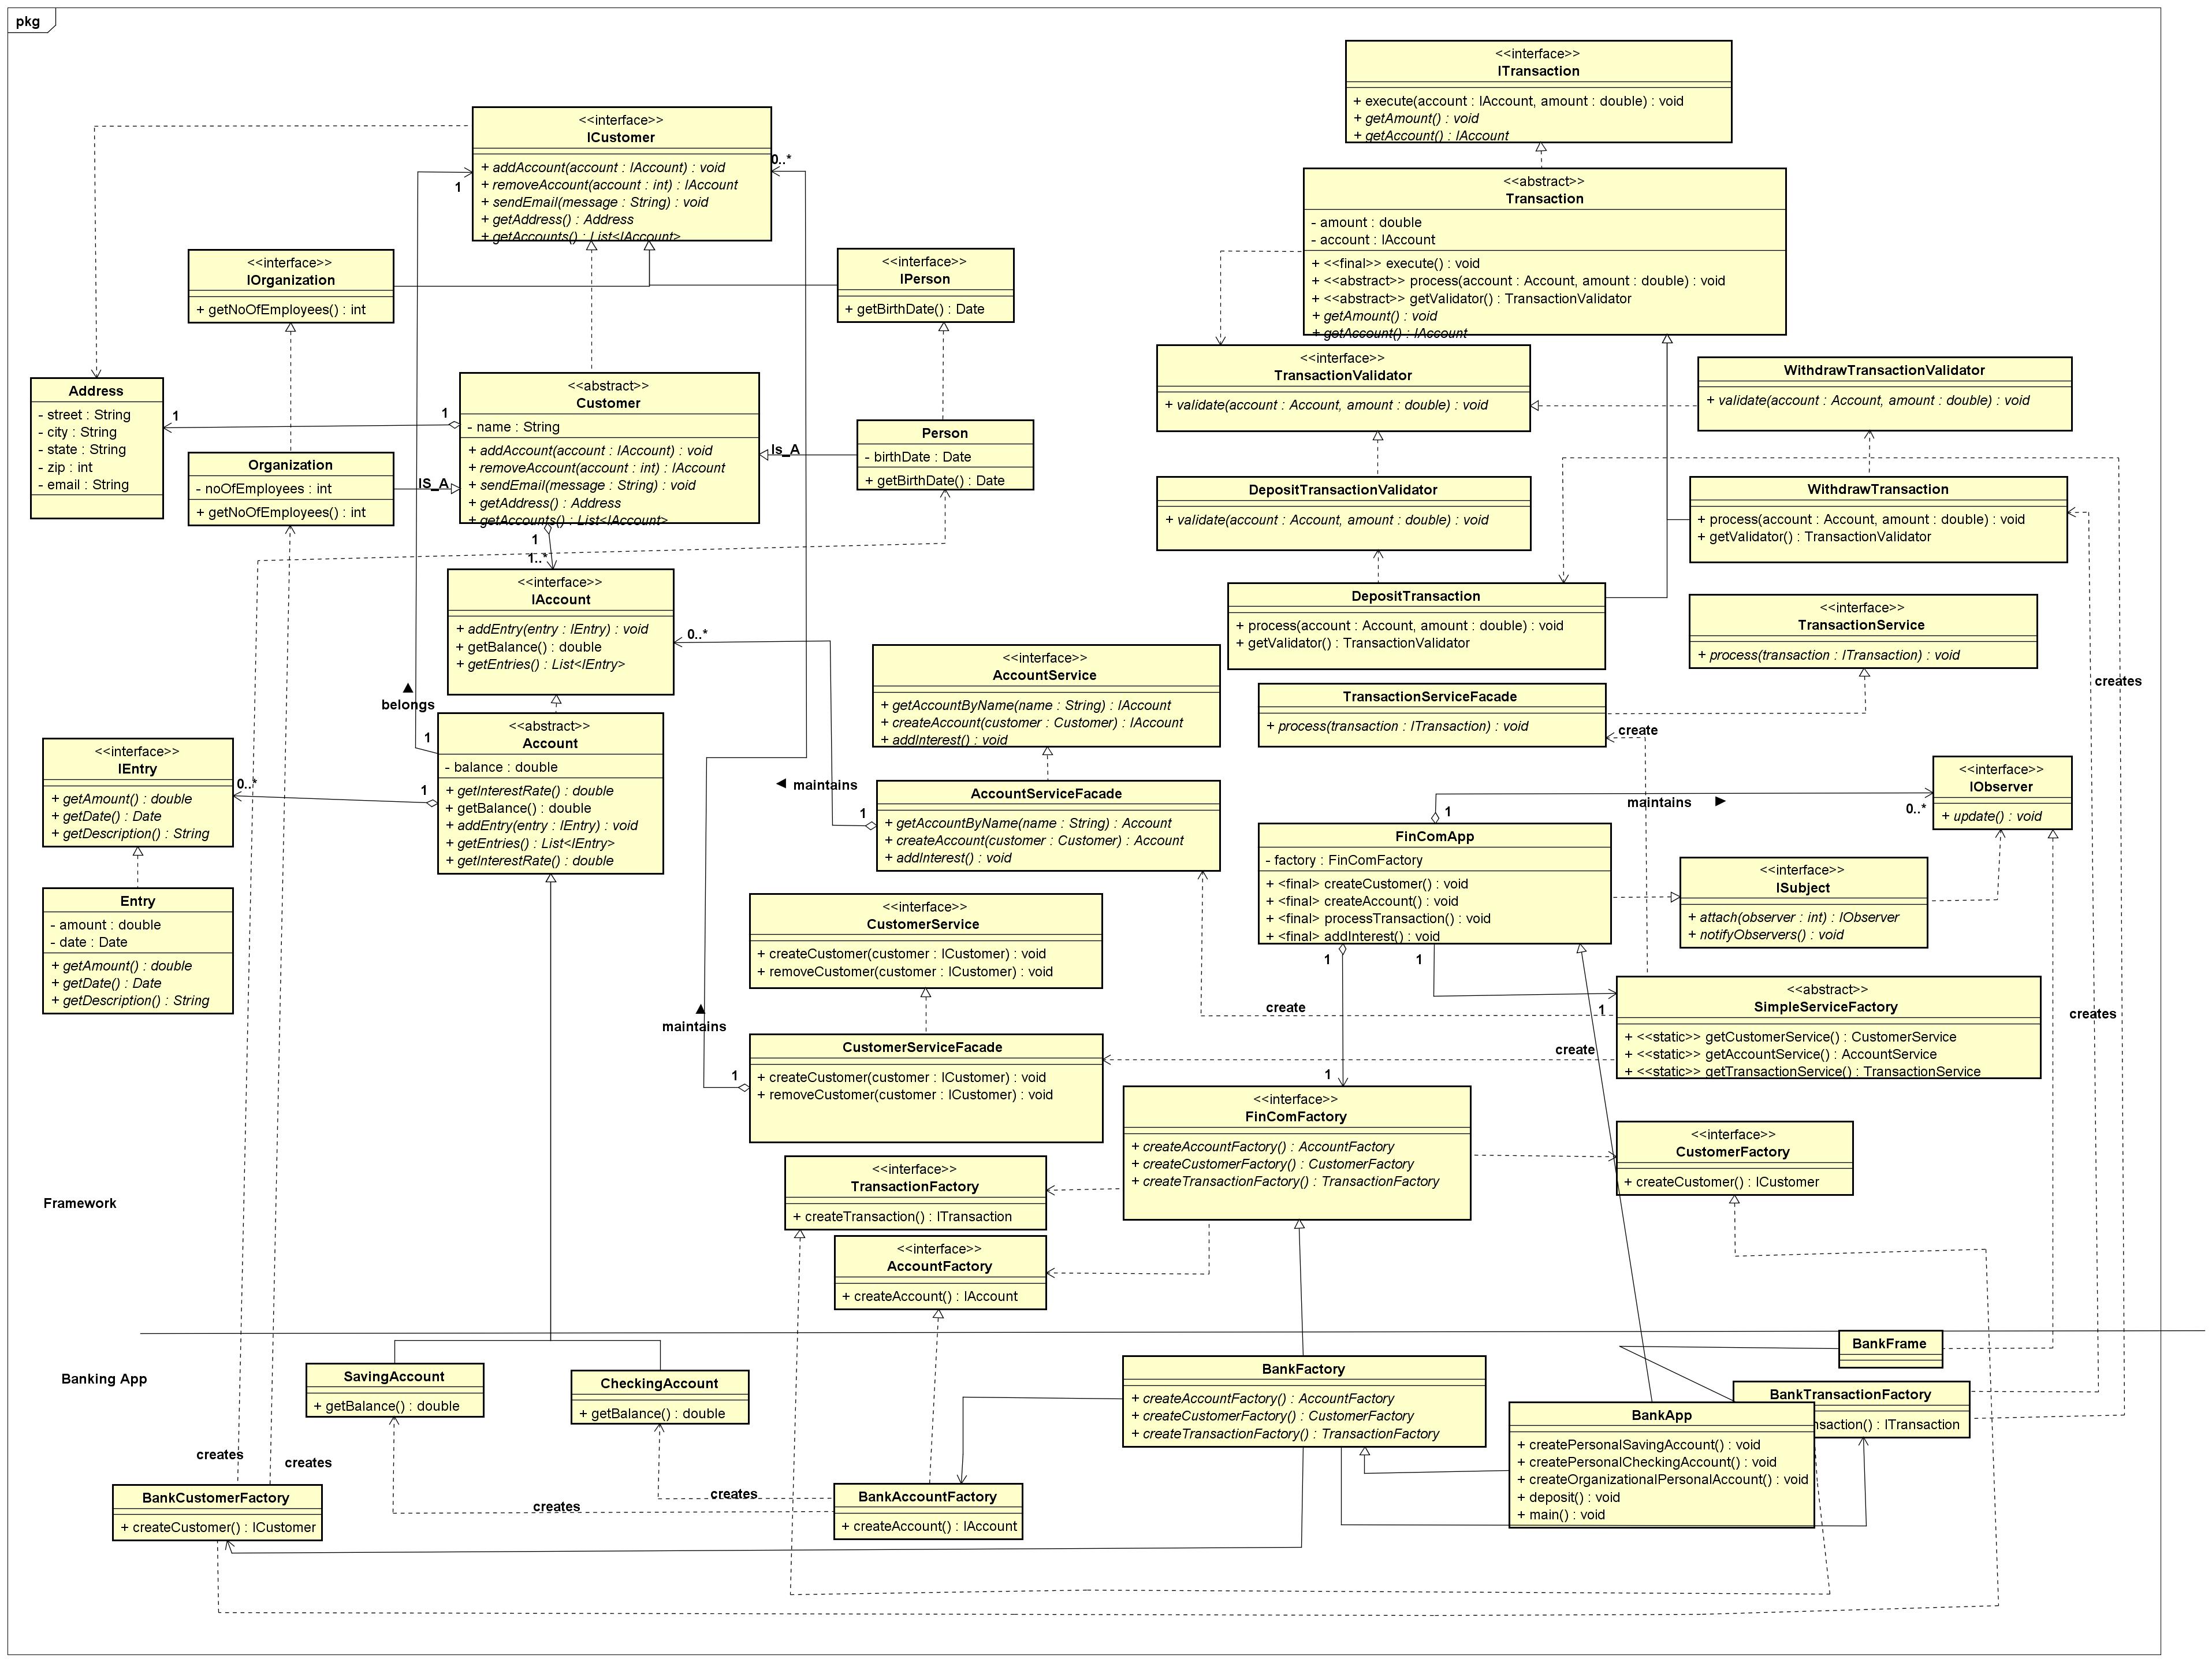 pkg
<<interface>>
ITransaction
+ execute(account : IAccount, amount : double) : void
+ getAmount() : void
+ getAccount() : IAccount
<<interface>>
ICustomer
+ addAccount(account : IAccount) : void
+ removeAccount(account : int) : IAccount
+ sendEmail(message : String) : void
+ getAddress() : Address
+ getAccounts() : List<IAccount>
0..*
1
<<abstract>>
Transaction
- amount : double
- account : IAccount
+ <<final>> execute() : void
+ <<abstract>> process(account : Account, amount : double) : void
+ <<abstract>> getValidator() : TransactionValidator
+ getAmount() : void
+ getAccount() : IAccount
<<interface>>
IOrganization
+ getNoOfEmployees() : int
<<interface>>
IPerson
+ getBirthDate() : Date
<<interface>>
TransactionValidator
+ validate(account : Account, amount : double) : void
WithdrawTransactionValidator
+ validate(account : Account, amount : double) : void
Address
- street : String
- city : String
- state : String
- zip : int
- email : String
1
1
<<abstract>>
Customer
- name : String
+ addAccount(account : IAccount) : void
+ removeAccount(account : int) : IAccount
+ sendEmail(message : String) : void
+ getAddress() : Address
+ getAccounts() : List<IAccount>
Is_A
Person
- birthDate : Date
+ getBirthDate() : Date
Organization
- noOfEmployees : int
+ getNoOfEmployees() : int
IS_A
DepositTransactionValidator
+ validate(account : Account, amount : double) : void
WithdrawTransaction
+ process(account : Account, amount : double) : void
+ getValidator() : TransactionValidator
1
1..*
<<interface>>
IAccount
+ addEntry(entry : IEntry) : void
+ getBalance() : double
+ getEntries() : List<IEntry>
0..*
DepositTransaction
+ process(account : Account, amount : double) : void
+ getValidator() : TransactionValidator
<<interface>>
TransactionService
+ process(transaction : ITransaction) : void
<<interface>>
AccountService
+ getAccountByName(name : String) : IAccount
+ createAccount(customer : Customer) : IAccount
+ addInterest() : void
creates
TransactionServiceFacade
+ process(transaction : ITransaction) : void
create
belongs
1
<<abstract>>
Account
- balance : double
+ getInterestRate() : double
+ getBalance() : double
+ addEntry(entry : IEntry) : void
+ getEntries() : List<IEntry>
+ getInterestRate() : double
<<interface>>
IEntry
+ getAmount() : double
+ getDate() : Date
+ getDescription() : String
0..*
1
maintains
1
AccountServiceFacade
+ getAccountByName(name : String) : Account
+ createAccount(customer : Customer) : Account
+ addInterest() : void
<<interface>>
IObserver
+ update() : void
maintains
0..*
1
FinComApp
- factory : FinComFactory
+ <final> createCustomer() : void
+ <final> createAccount() : void
+ <final> processTransaction() : void
+ <final> addInterest() : void
<<interface>>
ISubject
+ attach(observer : int) : IObserver
+ notifyObservers() : void
Entry
- amount : double
- date : Date
+ getAmount() : double
+ getDate() : Date
+ getDescription() : String
<<interface>>
CustomerService
+ createCustomer(customer : ICustomer) : void
+ removeCustomer(customer : ICustomer) : void
1
1
<<abstract>>
SimpleServiceFactory
+ <<static>> getCustomerService() : CustomerService
+ <<static>> getAccountService() : AccountService
+ <<static>> getTransactionService() : TransactionService
create
1
creates
maintains
1
CustomerServiceFacade
+ createCustomer(customer : ICustomer) : void
+ removeCustomer(customer : ICustomer) : void
create
1
<<interface>>
FinComFactory
+ createAccountFactory() : AccountFactory
+ createCustomerFactory() : CustomerFactory
+ createTransactionFactory() : TransactionFactory
<<interface>>
CustomerFactory
+ createCustomer() : ICustomer
<<interface>>
TransactionFactory
+ createTransaction() : ITransaction
Framework
<<interface>>
AccountFactory
+ createAccount() : IAccount
Banking App
SavingAccount
+ getBalance() : double
CheckingAccount
+ getBalance() : double
BankFactory
+ createAccountFactory() : AccountFactory
+ createCustomerFactory() : CustomerFactory
+ createTransactionFactory() : TransactionFactory
BankFrame
BankTransactionFactory
nsaction() : ITransaction
BankApp
+ createPersonalSavingAccount() : void
+ createPersonalCheckingAccount() : void
+ createOrganizationalPersonalAccount() : void
+ deposit() : void
+ main() : void
creates
creates
BankCustomerFactory
+ createCustomer() : ICustomer
creates
creates
BankAccountFactory
+ createAccount() : IAccount